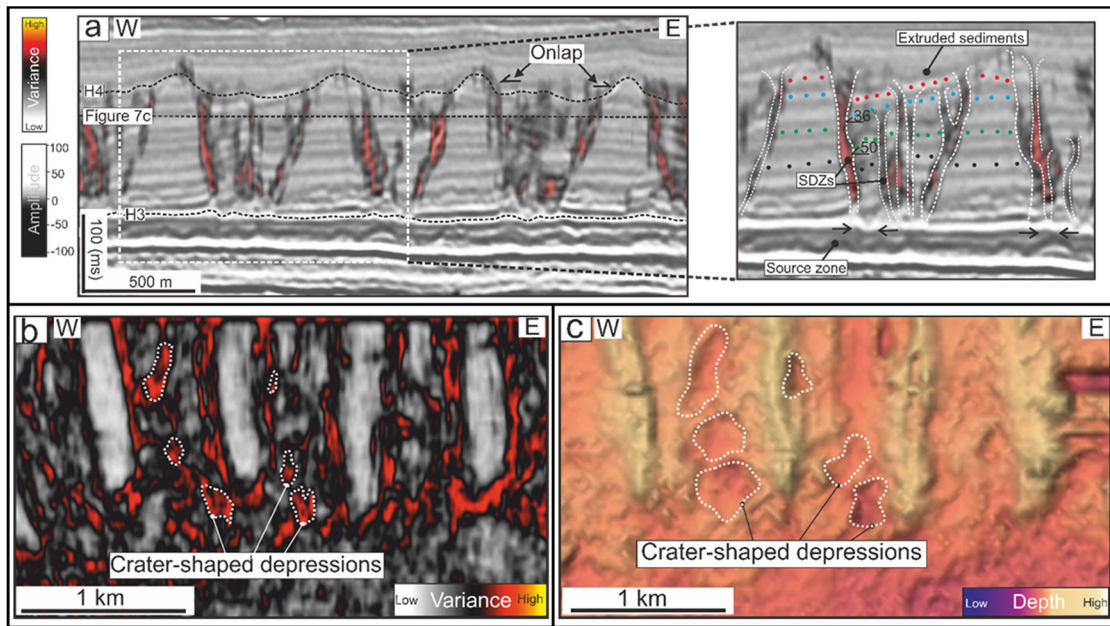 High
Variance
Low
100
50
0
-50
-100
Amplitude
a
W
E
Onlap
H4
Figure 7c
H3
100 (ms)
500 m
Extruded sediments
36
50
SDZs
Source zone
b
W
E
Crater-shaped depressions
1 km
Low Variance High
c
W
E
Crater-shaped depressions
1 km
Low Depth High